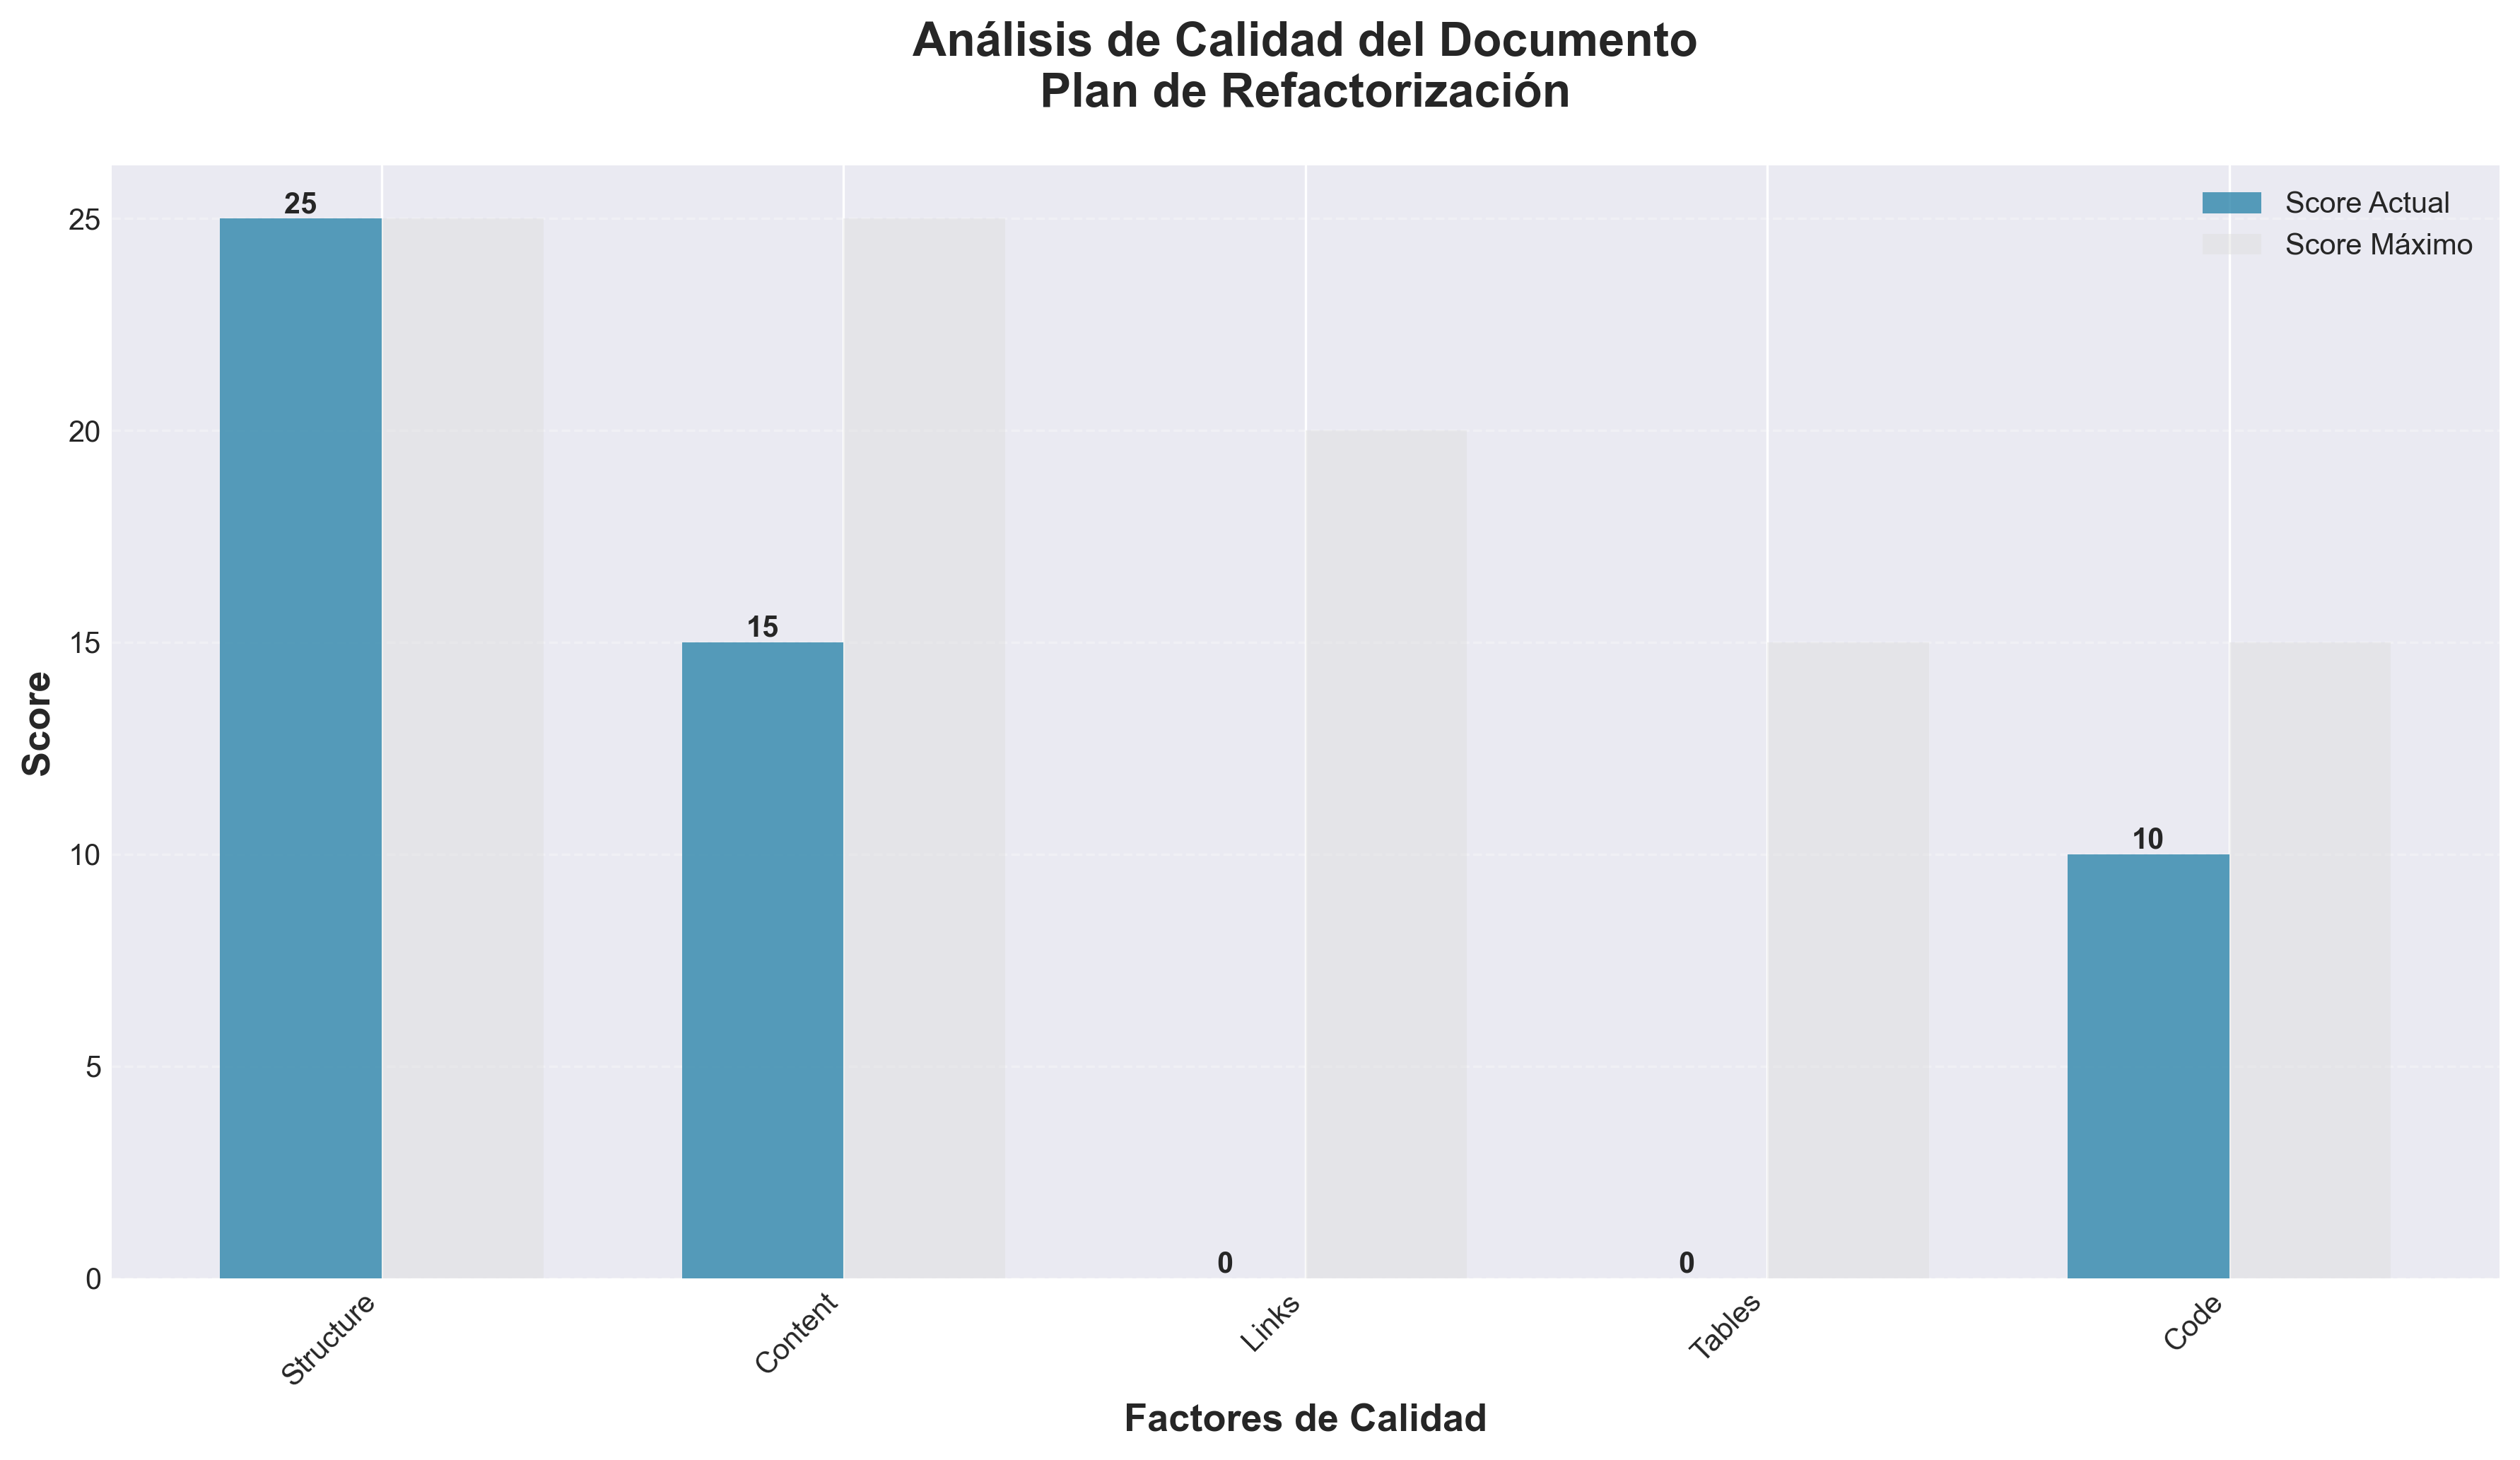 Análisis de Calidad del Documento
Plan de Refactorización
Score Actual
Score Máximo
Score
25
20
15
10
5
0
25
15
0
0
10
Structure
Content
Links
Tables
Code
Factores de Calidad